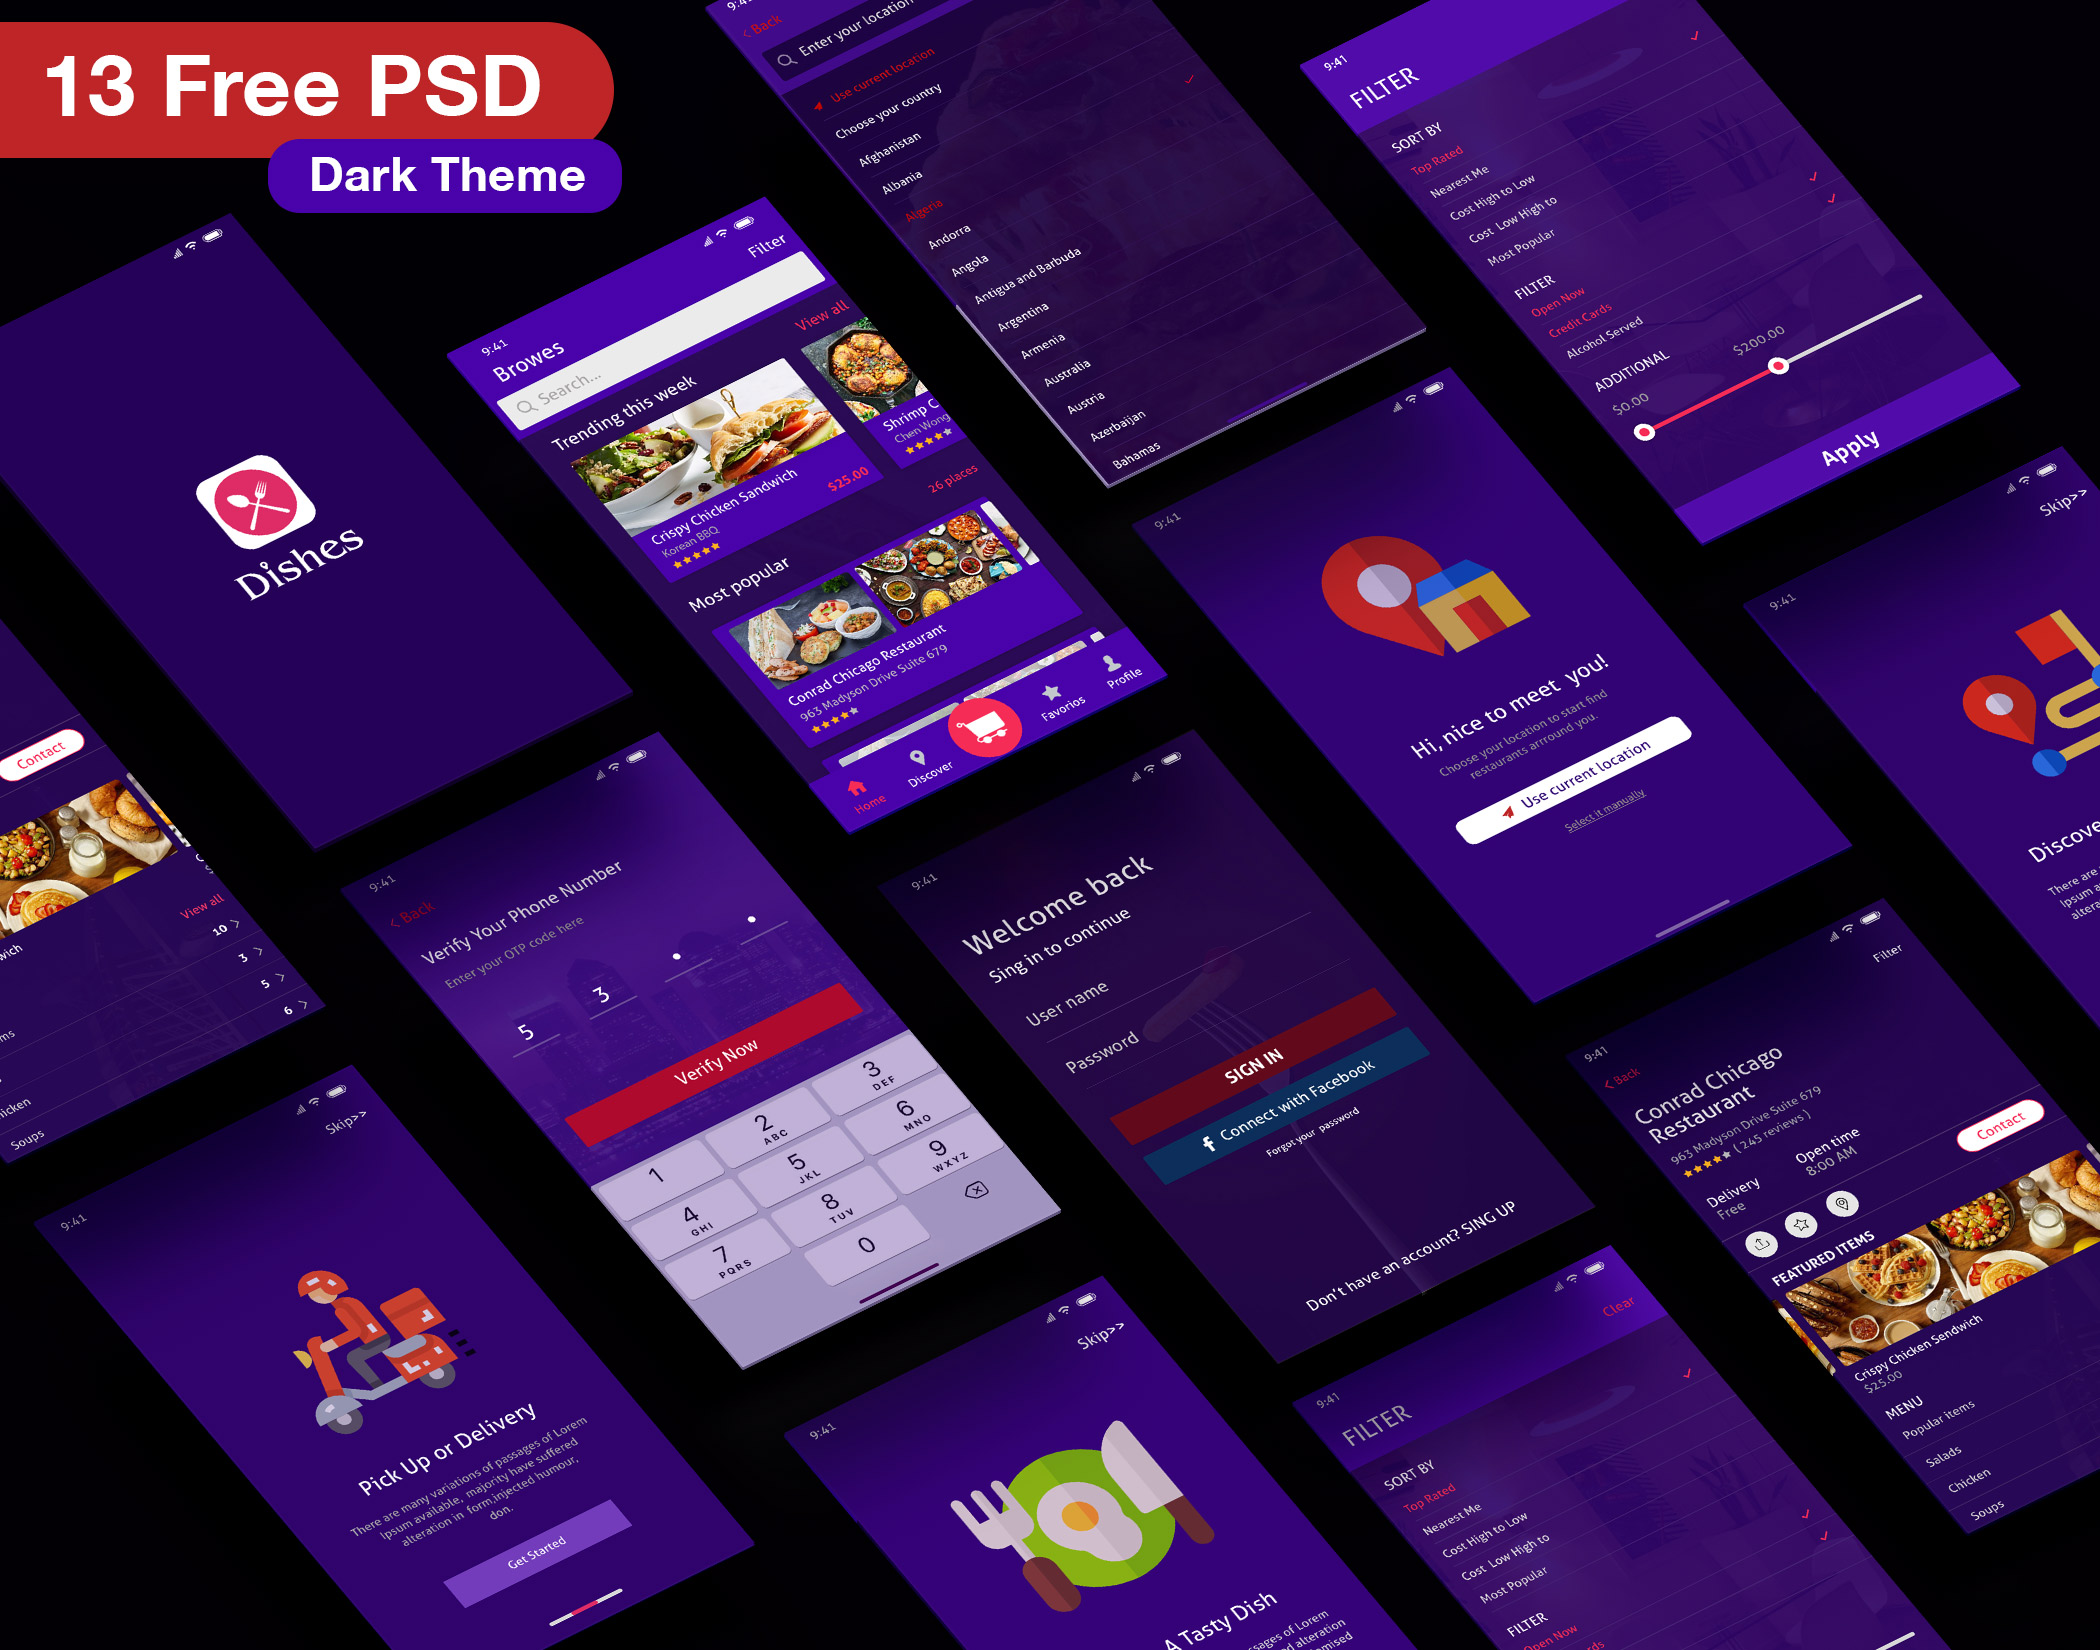 13 Free PSD
Dark Theme
Dishes
9:41
Browes
Filter
Search...
Trending this week
View all
Crispy Chicken Sandwich
Korean BBQ
$25.00
Shrimp C
Chen Wong
Most popular
26 places
Conrad Chicago Restaurant
963 Madyson Drive Suite 679
Home
Discover
Favorios
Profile
9:41
< Back
Enter your location
Use current location
Choose your country
Afghanistan
Albania
Algeria
Andorra
Angola
Antigua and Barbuda
Argentina
Armenia
Australia
Austria
Azerbaijan
Bahamas
9:41
FILTER
SORT BY
Top Rated
Nearest Me
Cost High to Low
Cost Low High to
Most Popular
FILTER
Open Now
Credit Cards
Alcohol Served
ADDITIONAL
$0.00
$200.00
Apply
9:41
Hi, nice to meet you!
Choose your location to start find
restaurants arrround you.
Use current location
Select it manually
9:41
Skip>>
Discove
There are
Ipsum a
altera
Contact
wich
View all
10 >
3 >
5 >
ms
6 >
hicken
Soups
9:41
< Back
Verify Your Phone Number
Enter your OTP code here
5 3
Verify Now
1
2
ABC
3
DEF
4
GHI
5
JKL
6
MNO
7
PQRS
8
TUV
9
WXYZ
0
9:41
Welcome back
Sing in to continue
User name
Password
SIGN IN
f Connect with Facebook
Forgot your password
Don't have an account? SING UP
9:41
< Back
Filter
Conrad Chicago
Restaurant
963 Madyson Drive Suite 679
( 245 reviews )
Delivery
Free
Open time
8:00 AM
Contact
FEATURED ITEMS
Crispy Chicken Sendwich
$25.00
MENU
Popular items
Salads
Chicken
Soups
9:41
Skip>>
Pick Up or Delivery
There are many variations of passages of Lorem
Ipsum available, majority have suffered
alteration in form,injected humour,
don.
Get Started
9:41
Skip>>
A Tasty Dish
ssages of Lorem
d alteration
mised
9:41
Clear
FILTER
SORT BY
Top Rated
Nearest Me
Cost High to Low
Cost Low High to
Most Popular
FILTER
Open Now
rds